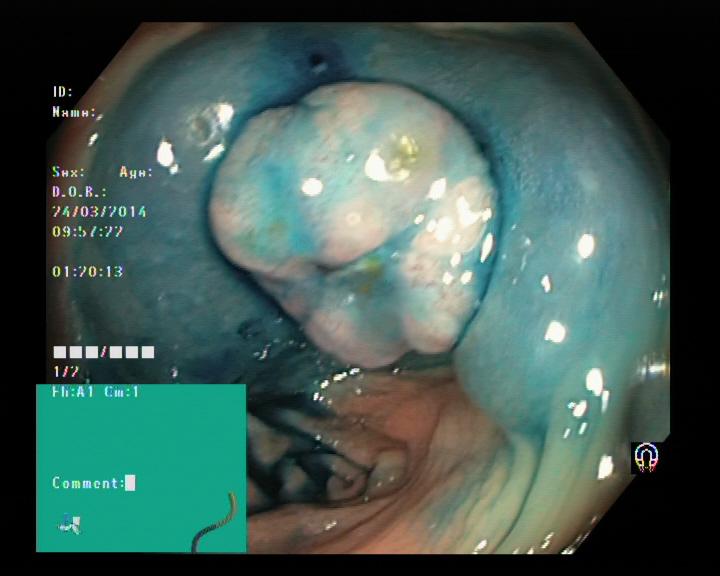 ID:
Name:
Sex: Age:
D.O.B.:
24/03/2014
09:57:22
01:20:13
/
1/2
Eh:A1 Cm:1
Comment: